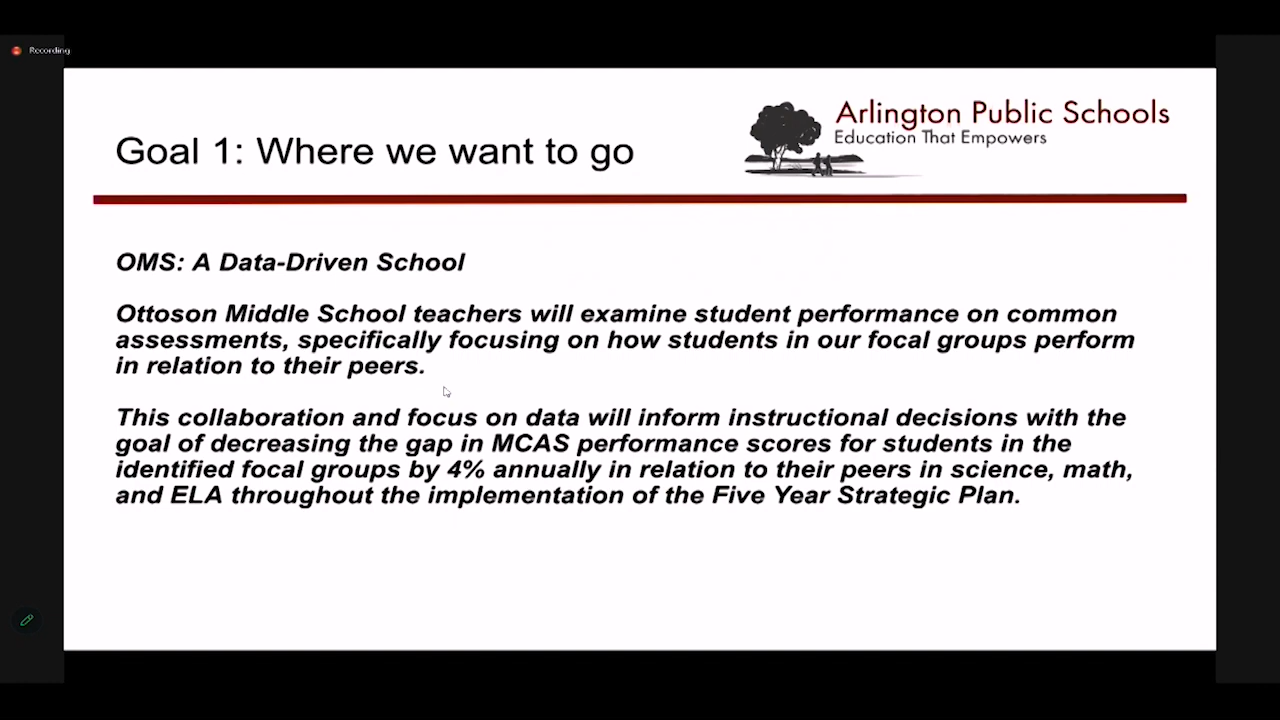 Recording
Arlington Public Schools
Education That Empowers
Goal 1: Where we want to go
OMS: A Data-Driven School
Ottoson Middle School teachers will examine student performance on common
assessments, specifically focusing on how students in our focal groups perform
in relation to their peers.
This collaboration and focus on data will inform instructional decisions with the
goal of decreasing the gap in MCAS performance scores for students in the
identified focal groups by 4% annually in relation to their peers in science, math,
and ELA throughout the implementation of the Five Year Strategic Plan.